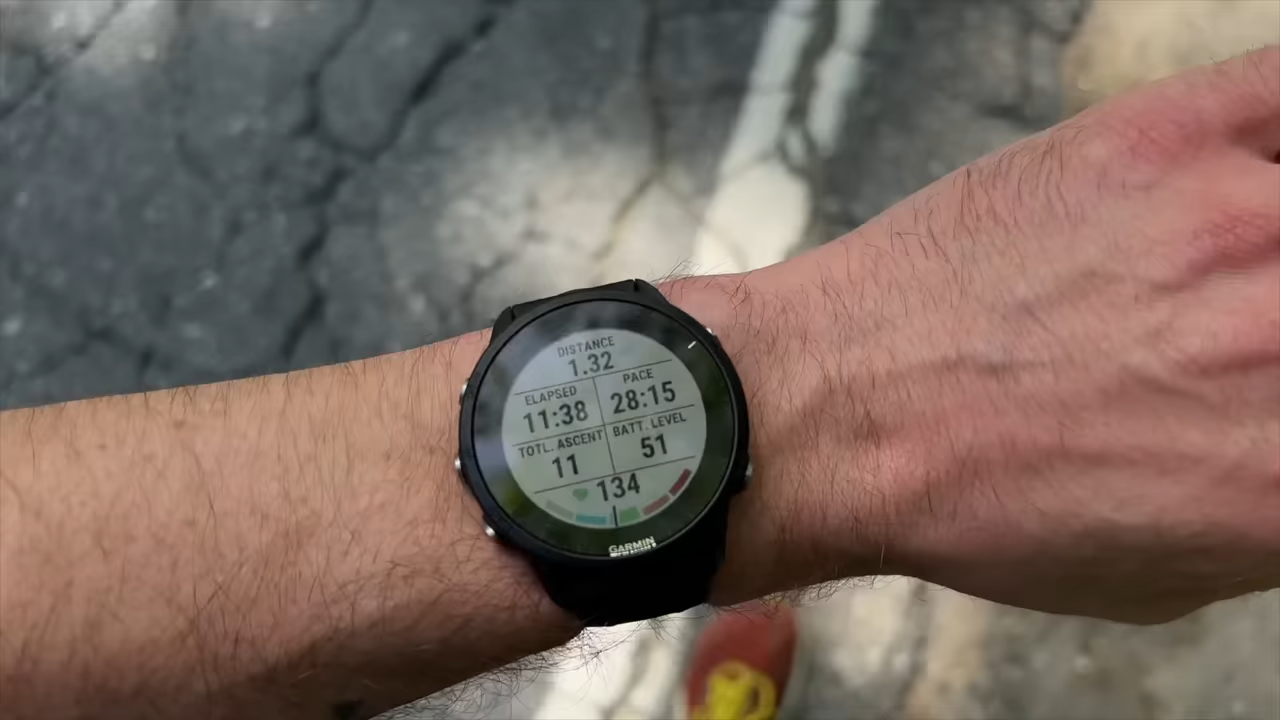 DISTANCE
1.32
ELAPSED PACE
11:38 28:15
TOTL. ASCENT BATT. LEVEL
11 51
134
GARMIN